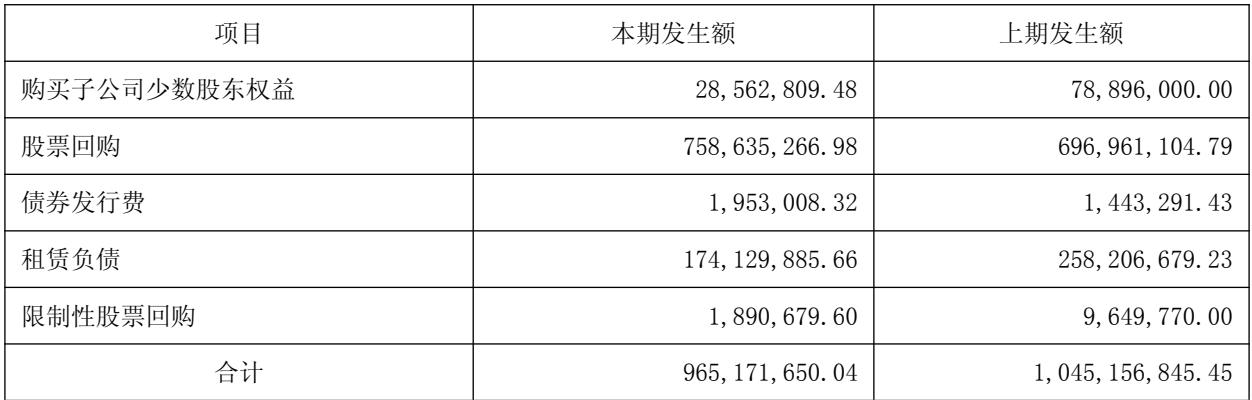 项目 本期发生额 上期发生额
购买子公司少数股东权益 28,562,809.48 78,896,000.00
股票回购 758,635,266.98 696,961,104.79
债券发行费 1,953,008.32 1,443,291.43
租赁负债 174,129,885.66 258,206,679.23
限制性股票回购 1,890,679.60 9,649,770.00
合计 965,171,650.04 1,045,156,845.45